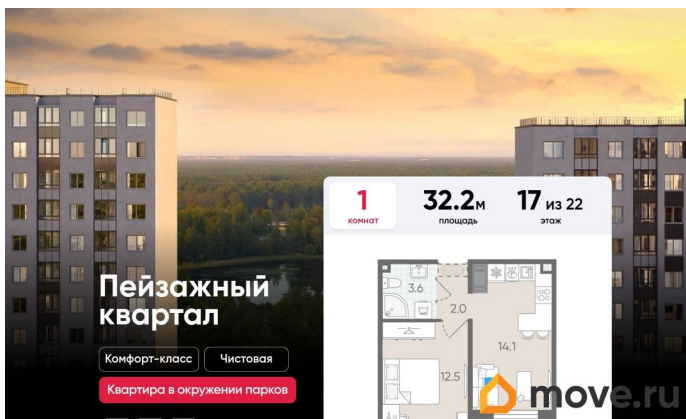 1
комнат
32.2м
площадь
17 из 22
этаж
Пейзажный
квартал
Комфорт-класс
Чистовая
Квартира в окружении парков
3.6
2.0
14.1
12.5
move.ru